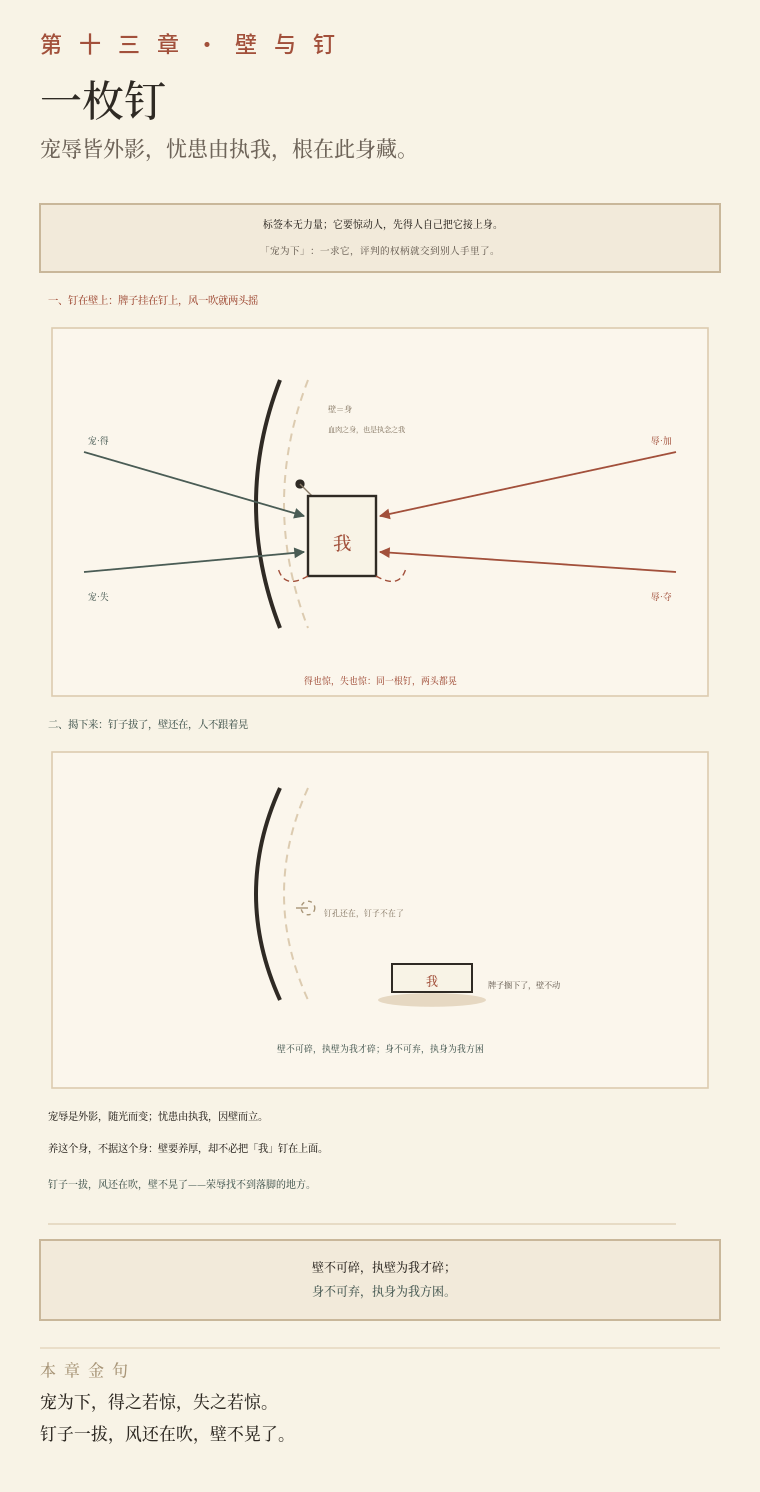 第十三章·壁与钉
一枚钉
宠辱皆外影，忧患由执我，根在此身藏。
标签本无力量；它要惊动人，先得人自己把它接上身。
「宠为下」：一求它，评判的权柄就交到别人手里了。
一、钉在壁上：牌子挂在钉上，风一吹就两头摇
壁＝身
血肉之身，也是执念之我
宠·得
辱·加
我
宠·失
辱·夺
得也惊，失也惊：同一根钉，两头都晃
二、揭下来：钉子拔了，壁还在，人不跟着晃
钉孔还在，钉子不在了
我
牌子搁下了，壁不动
壁不可碎，执壁为我才碎；身不可弃，执身为我方困
宠辱是外影，随光而变；忧患由执我，因壁而立。
养这个身，不据这个身：壁要养厚，却不必把「我」钉在上面。
钉子一拔，风还在吹，壁不晃了——荣辱找不到落脚的地方。
壁不可碎，执壁为我才碎；
身不可弃，执身为我方困。
本章金句
宠为下，得之若惊，失之若惊。
钉子一拔，风还在吹，壁不晃了。